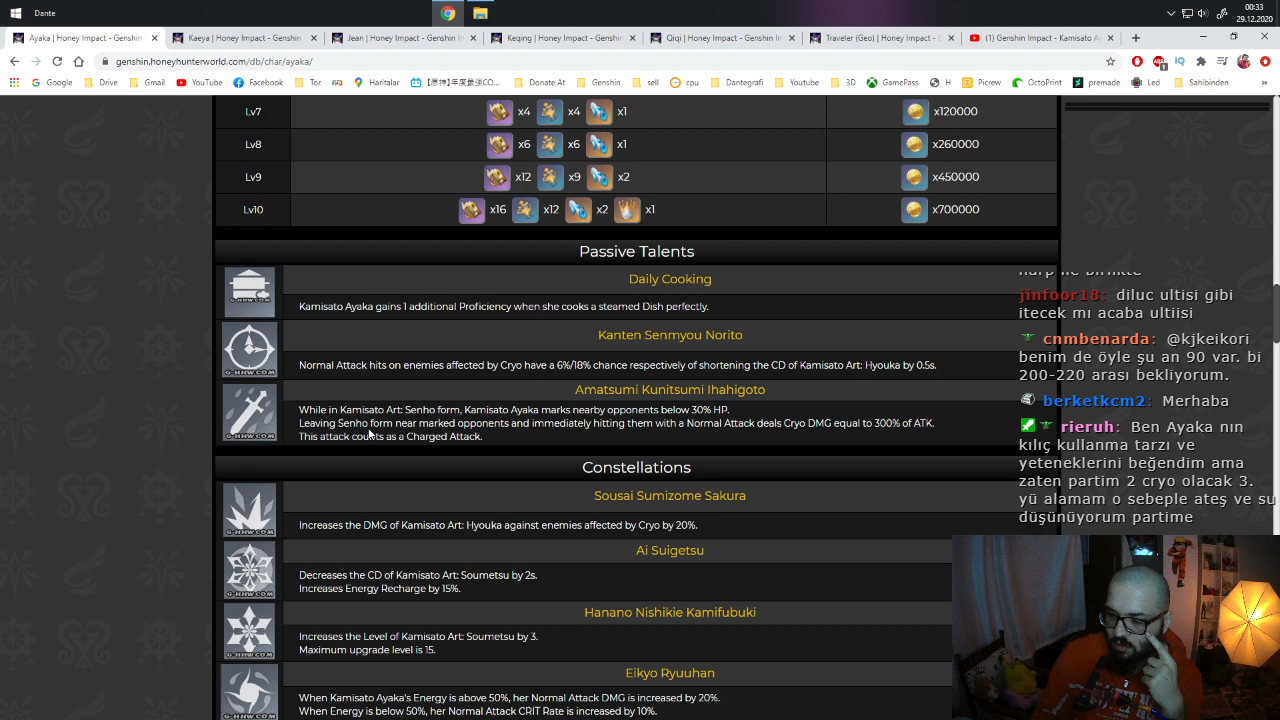 Dante
00:33
29.12.2020
Ayaka | Honey Impact - Genshin
Kaeya | Honey Impact - Genshin
Jean | Honey Impact - Genshin I
Keqing | Honey Impact - Genshin
Qiqi | Honey Impact - Genshin Im
Traveler (Geo) | Honey Impact -
(1) Genshin Impact - Kamisato Ay
genshin.honeyhunterworld.com/db/char/ayaka/
Google
Drive
Gmail
YouTube
Facebook
Tor
Haritalar
Donate At
Genshin
sell
cpu
Dantegrafi
Youtube
3D
GamePass
H
Picrew
OctoPrint
premade
Led
Sahibinden
Lv7 x4 x4 x1 x120000
Lv8 x6 x6 x1 x260000
Lv9 x12 x9 x2 x450000
Lv10 x16 x12 x2 x1 x700000
Passive Talents
Daily Cooking
Kamisato Ayaka gains 1 additional Proficiency when she cooks a steamed Dish perfectly.
Kanten Senmyou Norito
Normal Attack hits on enemies affected by Cryo have a 6%/18% chance respectively of shortening the CD of Kamisato Art: Hyouka by 0.5s.
Amatsumi Kunitsumi Ihahigoto
While in Kamisato Art: Senho form, Kamisato Ayaka marks nearby opponents below 30% HP.
Leaving Senho form near marked opponents and immediately hitting them with a Normal Attack deals Cryo DMG equal to 300% of ATK.
This attack counts as a Charged Attack.
Constellations
Sousai Sumizome Sakura
Increases the DMG of Kamisato Art: Hyouka against enemies affected by Cryo by 20%.
Ai Suigetsu
Decreases the CD of Kamisato Art: Soumetsu by 2s.
Increases Energy Recharge by 15%.
Hanano Nishikie Kamifubuki
Increases the Level of Kamisato Art: Soumetsu by 3.
Maximum upgrade level is 15.
Eikyo Ryuuhan
When Kamisato Ayaka's Energy is above 50%, her Normal Attack DMG is increased by 20%.
When Energy is below 50%, her Normal Attack CRIT Rate is increased by 10%.
harp ile birlikte
jinfoor18: diluc ultisi gibi
itecek mı acaba ultiisi
cnmbenarda: @kjkeikori
benim de öyle şu an 90 var. bi
200-220 arası bekliyorum.
berketkcm2: Merhaba
rieruh: Ben Ayaka nın
kılıç kullanma tarzı ve
yeteneklerini beğendim ama
zaten partim 2 cryo olacak 3.
yü alamam o sebeple ateş ve su
düşünüyorum partime